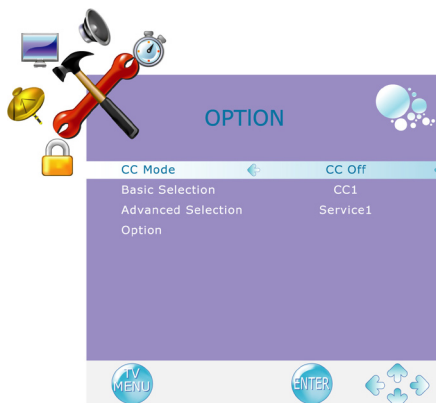 OPTION
CC Mode CC Off
Basic Selection CC1
Advanced Selection Service1
Option
TV
MENU
ENTER